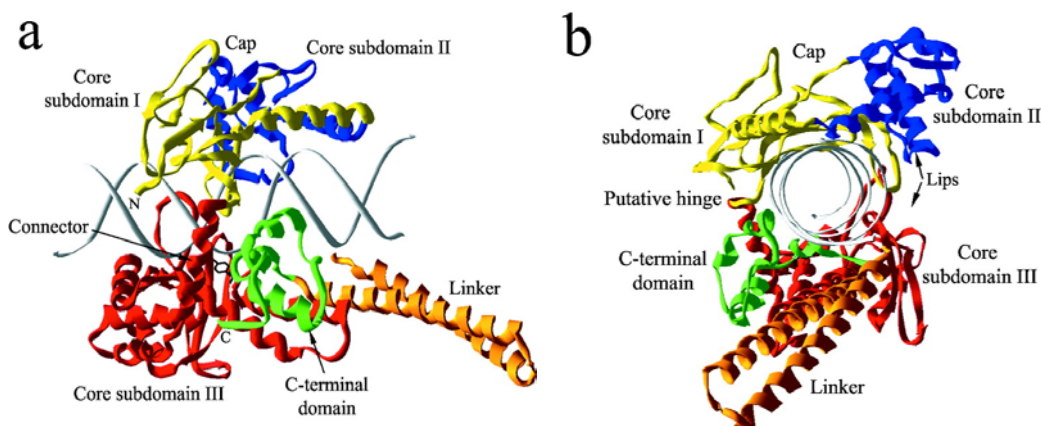 a
Cap
Core subdomain II
Core
subdomain I
N
Connector
Linker
C
Core subdomain III
C-terminal
domain
b
Cap
Core
subdomain II
Core
subdomain I
Lips
Putative hinge
C-terminal
domain
Core
subdomain III
Linker